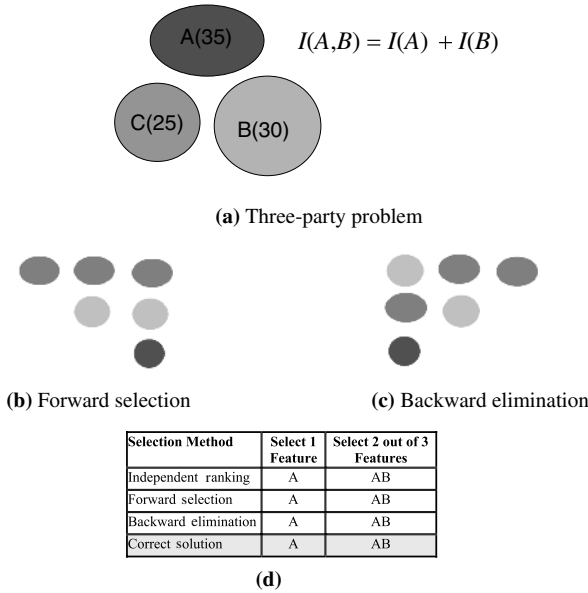 A(35)
I(A,B) = I(A) + I(B)
C(25)
B(30)
(a) Three-party problem
(b) Forward selection
(c) Backward elimination
Selection Method Select 1 Feature Select 2 out of 3 Features
Independent ranking A AB
Forward selection A AB
Backward elimination A AB
Correct solution A AB
(d)